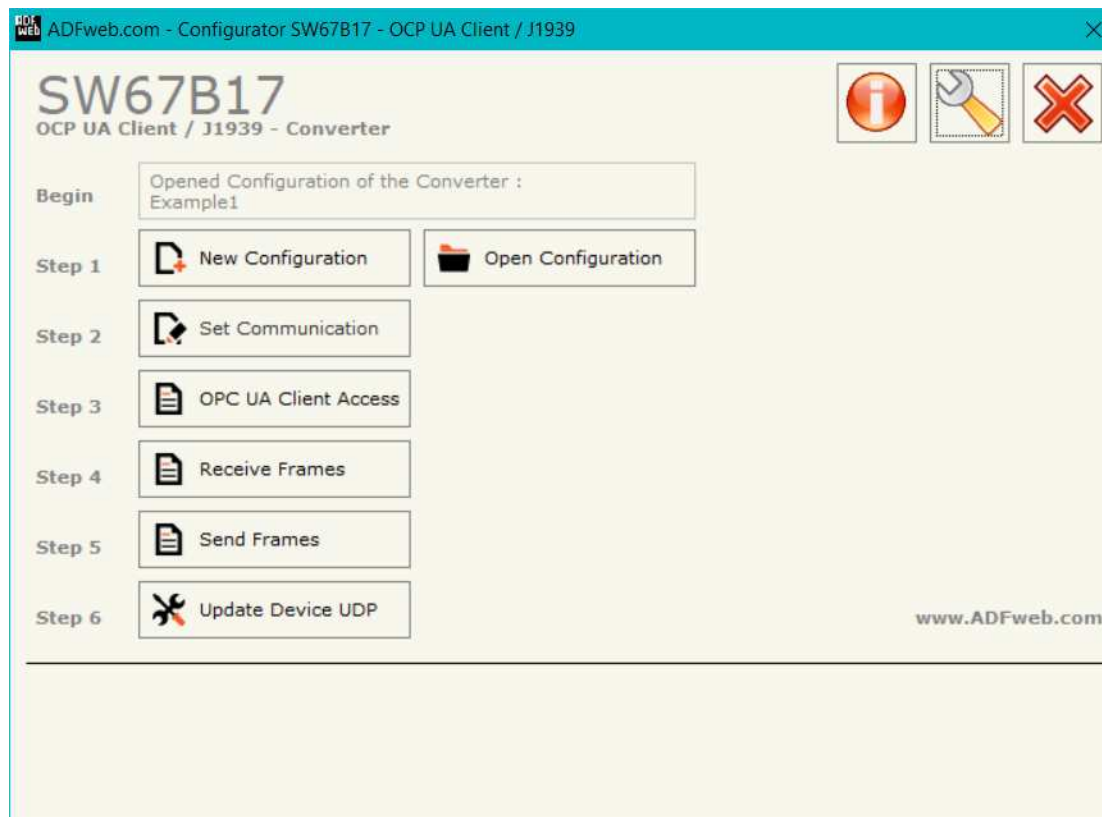 ADF web ADFweb.com - Configurator SW67B17 - OCP UA Client / J1939
SW67B17
OCP UA Client / J1939 - Converter
Begin
Opened Configuration of the Converter :
Example1
Step 1
New Configuration
Open Configuration
Step 2
Set Communication
Step 3
OPC UA Client Access
Step 4
Receive Frames
Step 5
Send Frames
Step 6
Update Device UDP
www.ADFweb.com